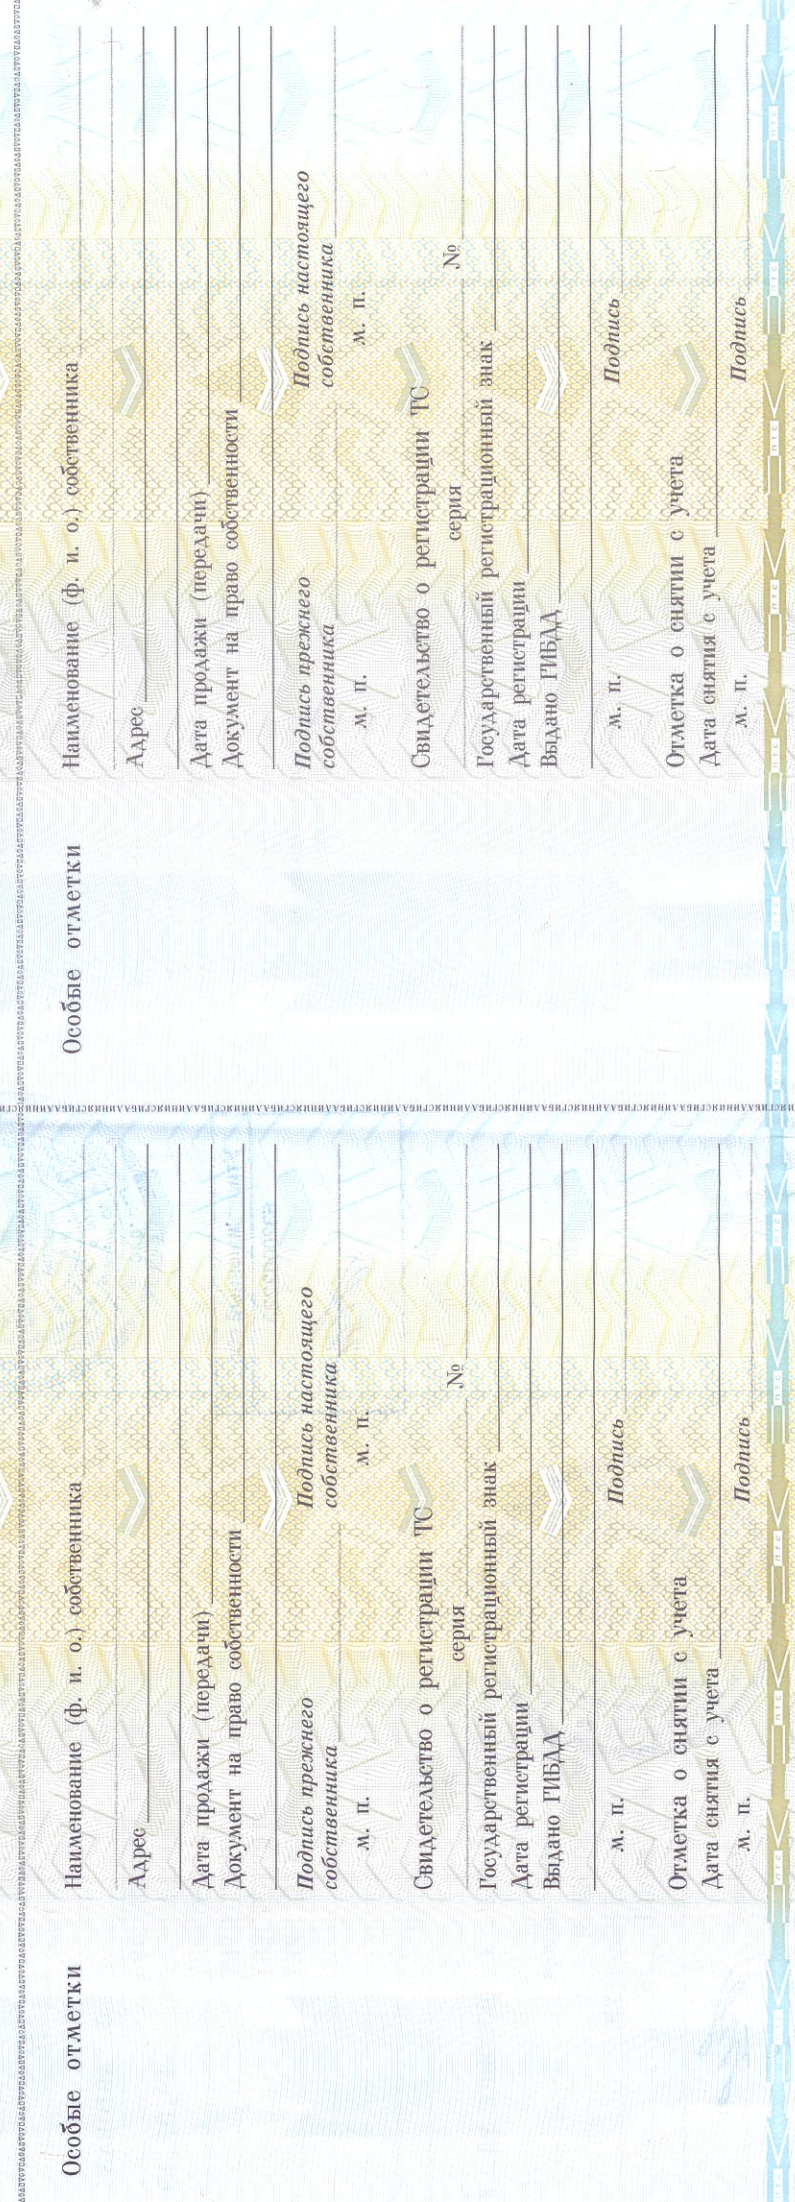 Особые отметки
Наименование (ф. и. о.) собственника
Адрес
Дата продажи (передачи)
Документ на право собственности
Подпись прежнего
собственника
м. п.
Подпись настоящего
собственника
м. п.
Свидетельство о регистрации ТС
серия №
Государственный регистрационный знак
Дата регистрации
Выдано ГИБДД
м. п. Подпись
Отметка о снятии с учета
Дата снятия с учета
м. п. Подпись
Особые отметки
Наименование (ф. и. о.) собственника
Адрес
Дата продажи (передачи)
Документ на право собственности
Подпись прежнего
собственника
м. п.
Подпись настоящего
собственника
м. п.
Свидетельство о регистрации ТС
серия №
Государственный регистрационный знак
Дата регистрации
Выдано ГИБДД
м. п. Подпись
Отметка о снятии с учета
Дата снятия с учета
м. п. Подпись